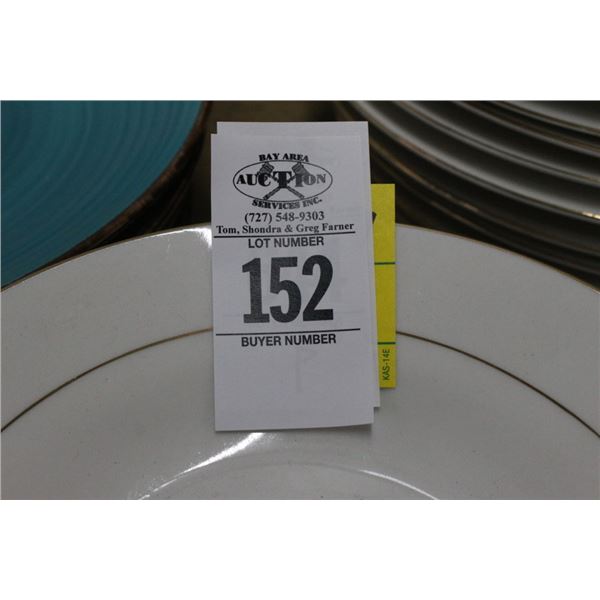 BAY AREA
AUCTION
SERVICES INC.
(727) 548-9303
Tom, Shondra & Greg Farner
LOT NUMBER
152
BUYER NUMBER
KAS-14E